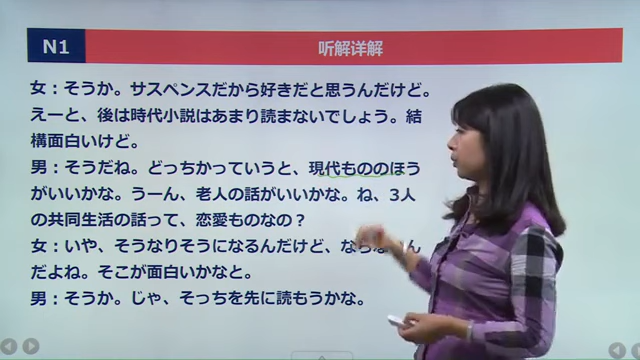 N1
听解详解
女：そうか。サスペンスだから好きだと思うんだけど。
えーと、後は時代小説はあまり読まないでしょう。結
構面白いけど。
男：そうだね。どっちかっていうと、現代もののほう
がいいかな。うーん、老人の話がいいかな。ね、3人
の共同生活の話って、恋愛ものなの？
女：いや、そうなりそうになるんだけど、なら
だよね。そこが面白いかなと。
男：そうか。じゃ、そっちを先に読もうかな。